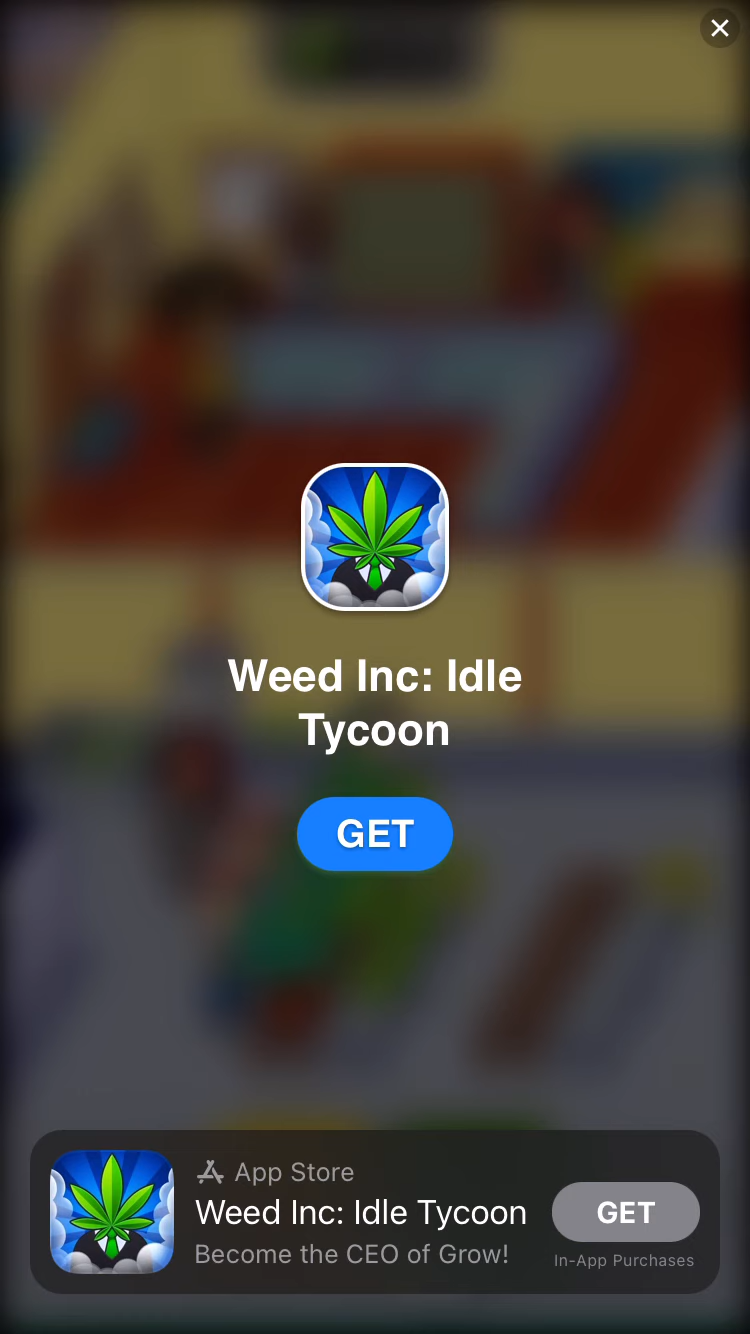 Weed Inc: Idle
Tycoon
GET
App Store
Weed Inc: Idle Tycoon
Become the CEO of Grow!
GET
In-App Purchases